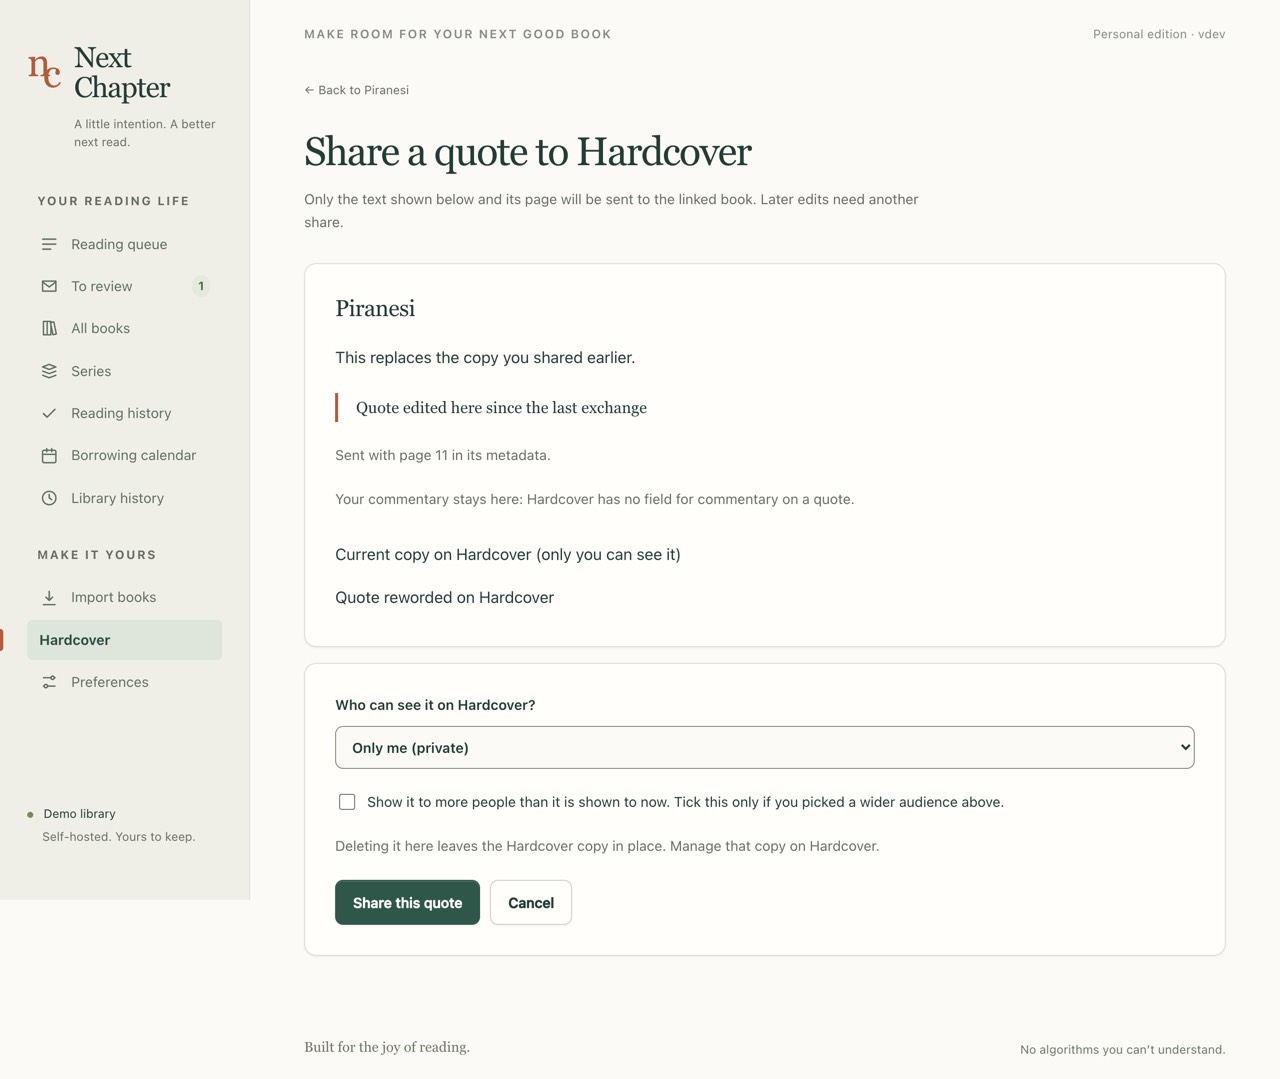 nc
Next
Chapter
A little intention. A better
next read.
YOUR READING LIFE
Reading queue
To review 1
All books
Series
Reading history
Borrowing calendar
Library history
MAKE IT YOURS
Import books
Hardcover
Preferences
Demo library
Self-hosted. Yours to keep.
MAKE ROOM FOR YOUR NEXT GOOD BOOK
Personal edition · vdev
← Back to Piranesi
Share a quote to Hardcover
Only the text shown below and its page will be sent to the linked book. Later edits need another
share.
Piranesi
This replaces the copy you shared earlier.
Quote edited here since the last exchange
Sent with page 11 in its metadata.
Your commentary stays here: Hardcover has no field for commentary on a quote.
Current copy on Hardcover (only you can see it)
Quote reworded on Hardcover
Who can see it on Hardcover?
Only me (private)
Show it to more people than it is shown to now. Tick this only if you picked a wider audience above.
Deleting it here leaves the Hardcover copy in place. Manage that copy on Hardcover.
Share this quote
Cancel
Built for the joy of reading.
No algorithms you can't understand.